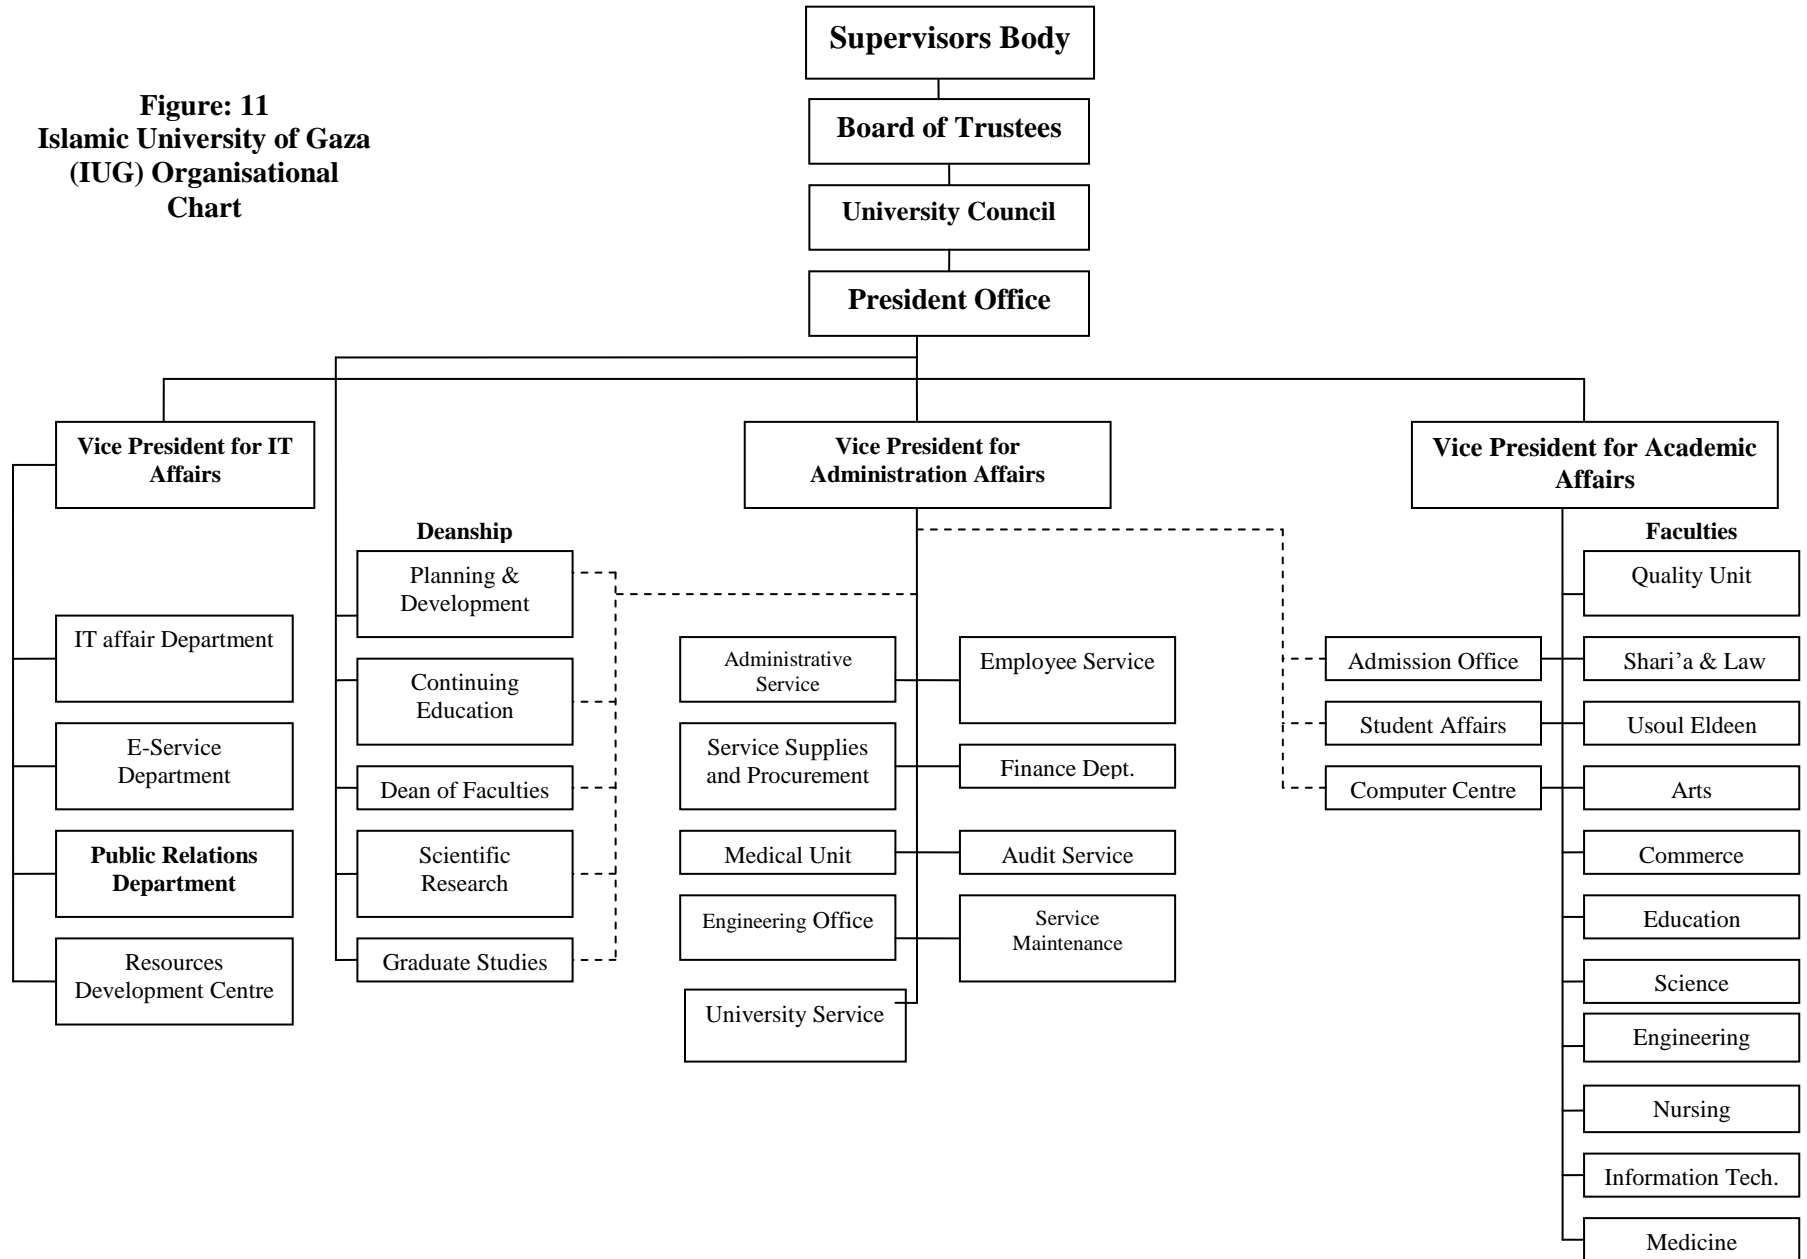 Supervisors Body
Figure: 11
Islamic University of Gaza
(IUG) Organisational
Chart
Board of Trustees
University Council
President Office
Vice President for IT
Affairs
Vice President for
Administration Affairs
Vice President for Academic
Affairs
IT affair Department
E-Service
Department
Public Relations
Department
Resources
Development Centre
Deanship
Planning &
Development
Continuing
Education
Dean of Faculties
Scientific
Research
Graduate Studies
Administrative
Service
Employee Service
Service Supplies
and Procurement
Finance Dept.
Medical Unit
Audit Service
Engineering Office
Service
Maintenance
University Service
Admission Office
Student Affairs
Computer Centre
Faculties
Quality Unit
Shari’a & Law
Usoul Eldeen
Arts
Commerce
Education
Science
Engineering
Nursing
Information Tech.
Medicine